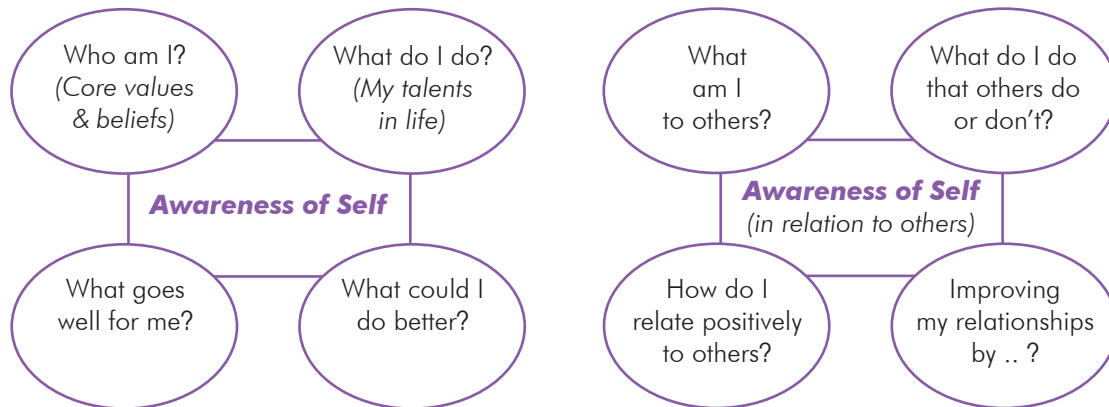 Who am I?
(Core values
& beliefs)
What do I do?
(My talents
in life)
Awareness of Self
What goes
well for me?
What could I
do better?
What
am I
to others?
What do I do
that others do
or don't?
Awareness of Self
(in relation to others)
How do I
relate positively
to others?
Improving
my relationships
by .. ?